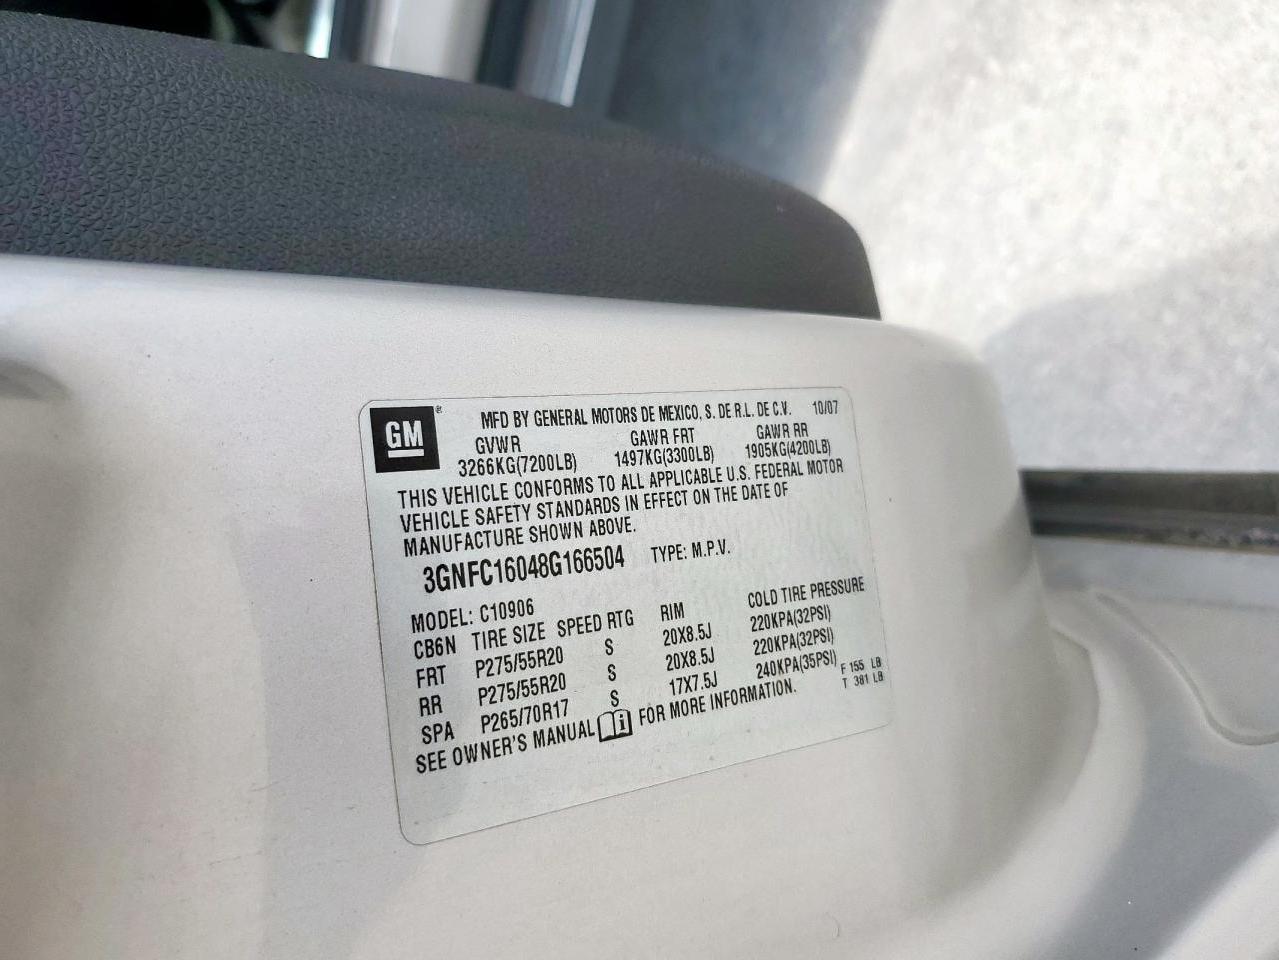 GM®
MFD BY GENERAL MOTORS DE MEXICO, S. DE R.L. DE C.V. 10/07
GVWR GAWR FRT GAWR RR
3266KG(7200LB) 1497KG(3300LB) 1905KG(4200LB)
THIS VEHICLE CONFORMS TO ALL APPLICABLE U.S. FEDERAL MOTOR
VEHICLE SAFETY STANDARDS IN EFFECT ON THE DATE OF
MANUFACTURE SHOWN ABOVE.
3GNFC16048G166504 TYPE: M.P.V.
MODEL: C10906
CB6N TIRE SIZE SPEED RTG RIM COLD TIRE PRESSURE
FRT P275/55R20 S 20X8.5J 220KPA(32PSI)
RR P275/55R20 S 20X8.5J 220KPA(32PSI)
SPA P265/70R17 S 17X7.5J 240KPA(35PSI) F 155 LB
T 381 LB
SEE OWNER'S MANUAL i FOR MORE INFORMATION.